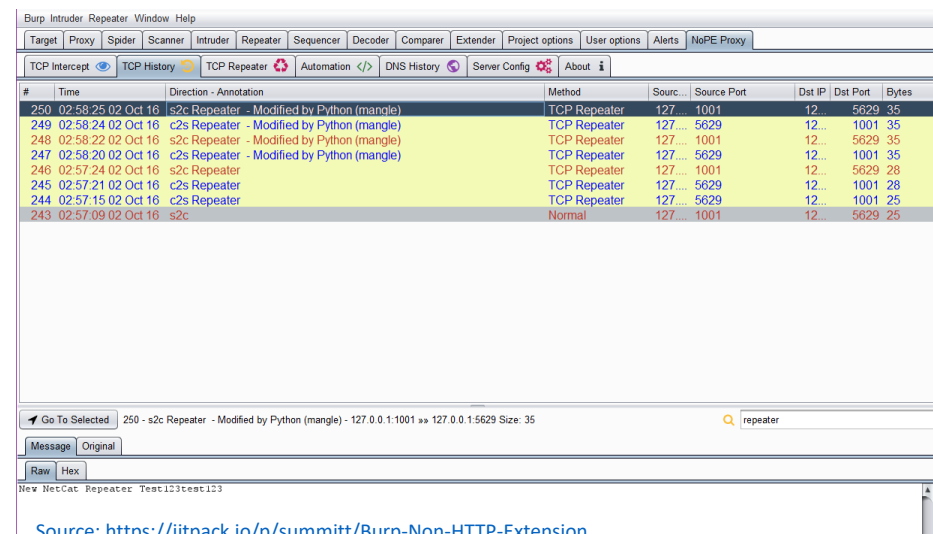 Burp Intruder Repeater Window Help
Target Proxy Spider Scanner Intruder Repeater Sequencer Decoder Comparer Extender Project options User options Alerts NoPE Proxy
TCP Intercept TCP History TCP Repeater Automation </> DNS History Server Config About i
# Time Direction - Annotation Method Sourc... Source Port Dst IP Dst Port Bytes
250 02:58:25 02 Oct 16 s2c Repeater - Modified by Python (mangle) TCP Repeater 127.... 1001 12... 5629 35
249 02:58:24 02 Oct 16 c2s Repeater - Modified by Python (mangle) TCP Repeater 127.... 5629 12... 1001 35
248 02:58:22 02 Oct 16 s2c Repeater - Modified by Python (mangle) TCP Repeater 127.... 1001 12... 5629 35
247 02:58:20 02 Oct 16 c2s Repeater - Modified by Python (mangle) TCP Repeater 127.... 5629 12... 1001 35
246 02:57:24 02 Oct 16 s2c Repeater TCP Repeater 127.... 1001 12... 5629 28
245 02:57:21 02 Oct 16 c2s Repeater TCP Repeater 127.... 5629 12... 1001 28
244 02:57:15 02 Oct 16 c2s Repeater TCP Repeater 127.... 5629 12... 1001 25
243 02:57:09 02 Oct 16 s2c Normal 127.... 1001 12... 5629 25
Go To Selected 250 - s2c Repeater - Modified by Python (mangle) - 127.0.0.1:1001 »» 127.0.0.1:5629 Size: 35 repeater
Message Original
Raw Hex
New NetCat Repeater Test123test123
Source: https://jitpack.io/p/summitt/Burp-Non-HTTP-Extension